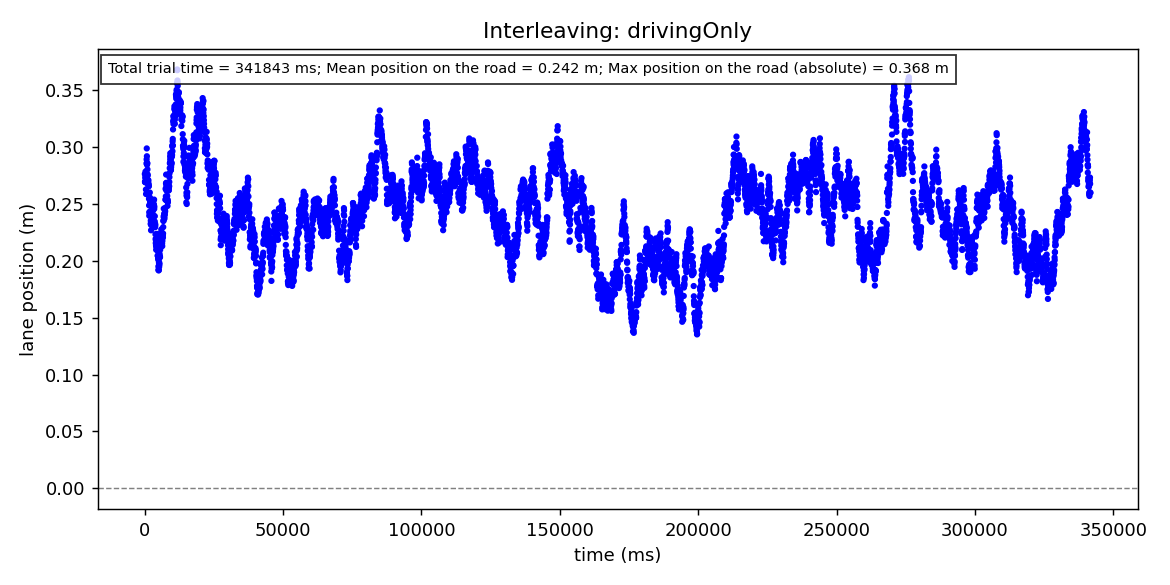 Interleaving: drivingOnly
Total trial time = 341843 ms; Mean position on the road = 0.242 m; Max position on the road (absolute) = 0.368 m
lane position (m)
0.35
0.30
0.25
0.20
0.15
0.10
0.05
0.00
0 50000 100000 150000 200000 250000 300000 350000
time (ms)